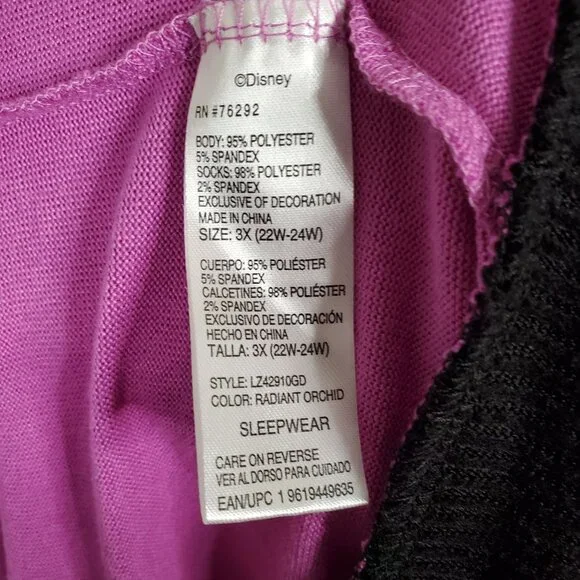 ©Disney
RN #76292
BODY: 95% POLYESTER
5% SPANDEX
SOCKS: 98% POLYESTER
2% SPANDEX
EXCLUSIVE OF DECORATION
MADE IN CHINA
SIZE: 3X (22W-24W)
CUERPO: 95% POLIÉSTER
5% SPANDEX
CALCETINES: 98% POLIÉSTER
2% SPANDEX
EXCLUSIVO DE DECORACIÓN
HECHO EN CHINA
TALLA: 3X (22W-24W)
STYLE: LZ42910GD
COLOR: RADIANT ORCHID
SLEEPWEAR
CARE ON REVERSE
VER AL DORSO PARA CUIDADO
EAN/UPC 1 9619449635